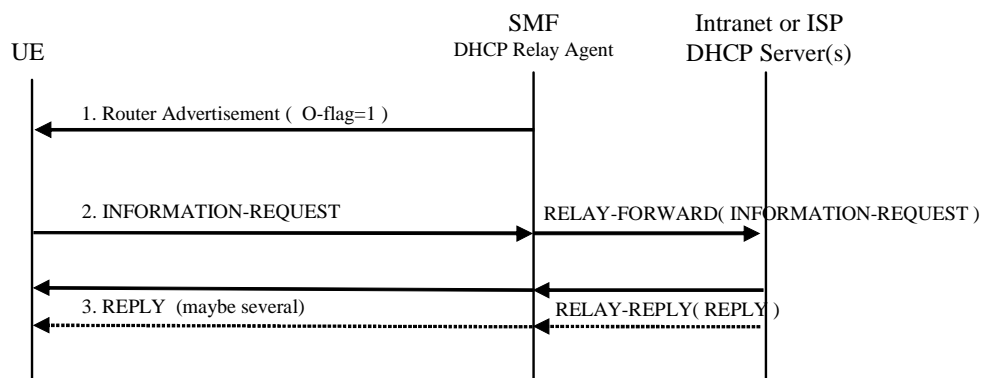 UE
SMF
DHCP Relay Agent
Intranet or ISP
DHCP Server(s)
1. Router Advertisement ( O-flag=1 )
2. INFORMATION-REQUEST
RELAY-FORWARD( INFORMATION-REQUEST )
3. REPLY (maybe several)
RELAY-REPLY( REPLY )